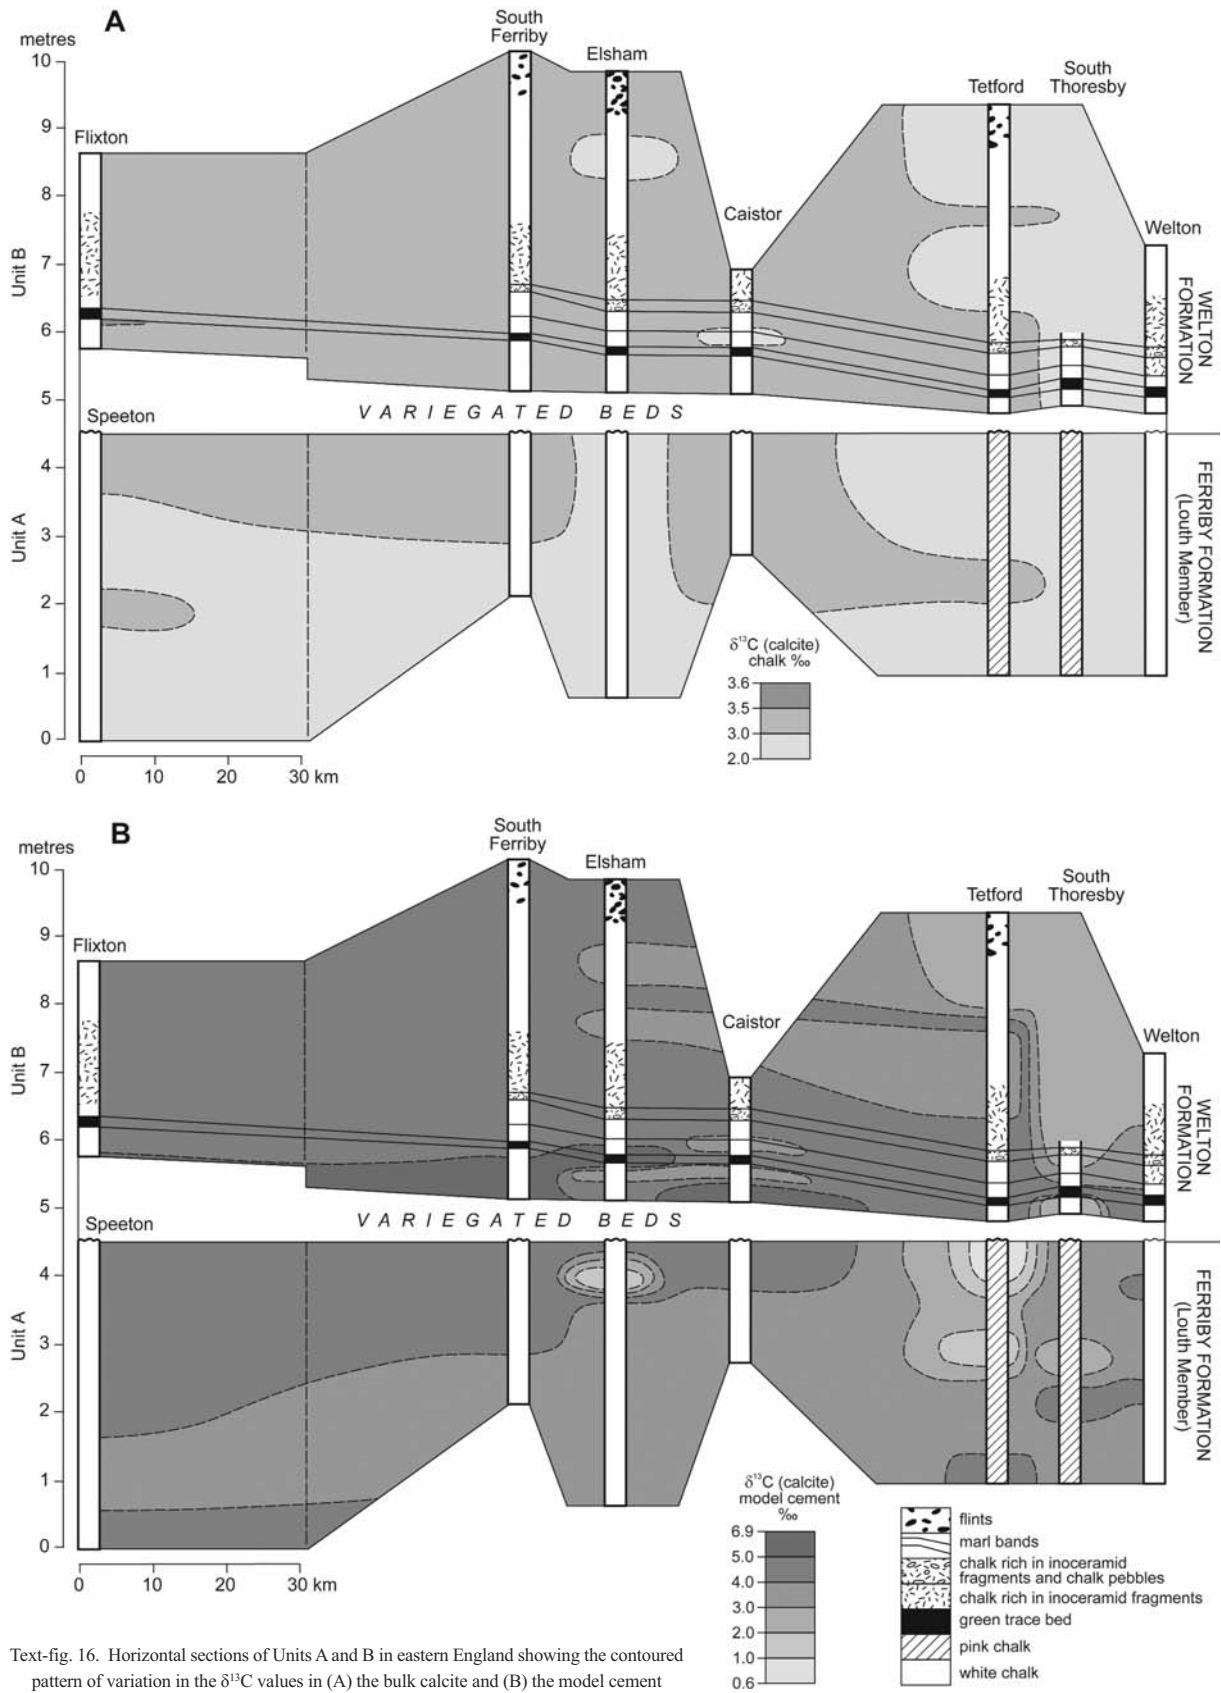 A
metres
10
9
8
7
6
5
4
3
2
1
0
Unit B
Unit A
Flixton
South
Ferriby
Elsham
Caistor
Tetford
South
Thoresby
Welton
Speeton
VARIEGATED BEDS
WELTON
FORMATION
FERRIBY FORMATION
(Louth Member)
δ¹³C (calcite)
chalk ‰
3.6
3.5
3.0
2.0
0 10 20 30 km
B
metres
10
9
8
7
6
5
4
3
2
1
0
Unit B
Unit A
Flixton
South
Ferriby
Elsham
Caistor
Tetford
South
Thoresby
Welton
Speeton
VARIEGATED BEDS
WELTON
FORMATION
FERRIBY FORMATION
(Louth Member)
0 10 20 30 km
δ¹³C (calcite)
model cement
‰
6.9
5.0
4.0
3.0
2.0
1.0
0.6
flints
marl bands
chalk rich in inoceramid
fragments and chalk pebbles
chalk rich in inoceramid fragments
green trace bed
pink chalk
white chalk
Text-fig. 16. Horizontal sections of Units A and B in eastern England showing the contoured
pattern of variation in the δ¹³C values in (A) the bulk calcite and (B) the model cement